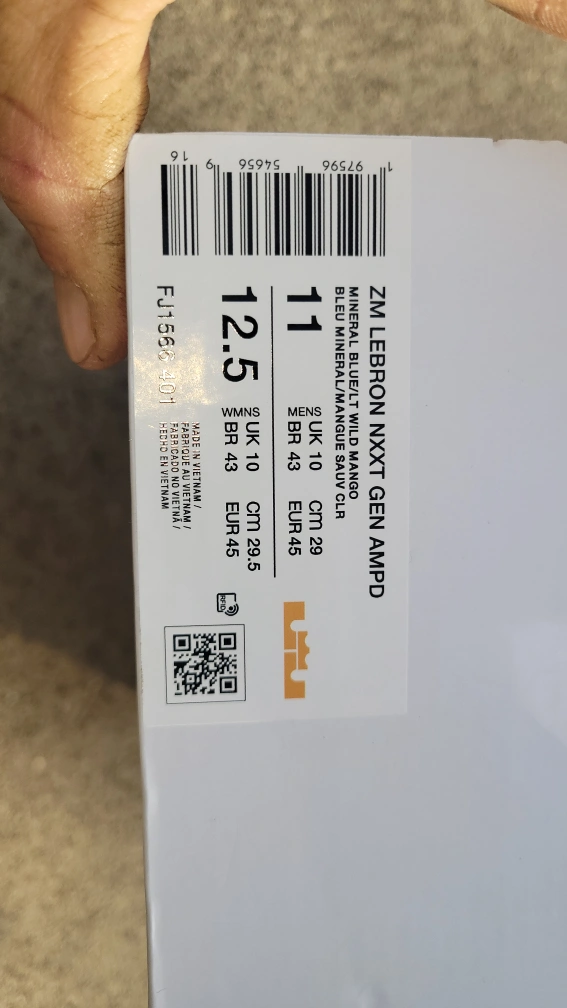 ZM LEBRON NXXT GEN AMPD
MINERAL BLUE/LT WILD MANGO
BLEU MINERAL/MANGUE SAUV CLR
11
MENS
UK 10 cm 29
BR 43 EUR 45
12.5
WMNS
UK 10 cm 29.5
BR 43 EUR 45
FJ1566 401
MADE IN VIETNAM /
FABRIQUE AU VIETNAM /
FABRICADO NO VIETNÃ /
HECHO EN VIETNAM
RFID
1 97596 54656 9 16